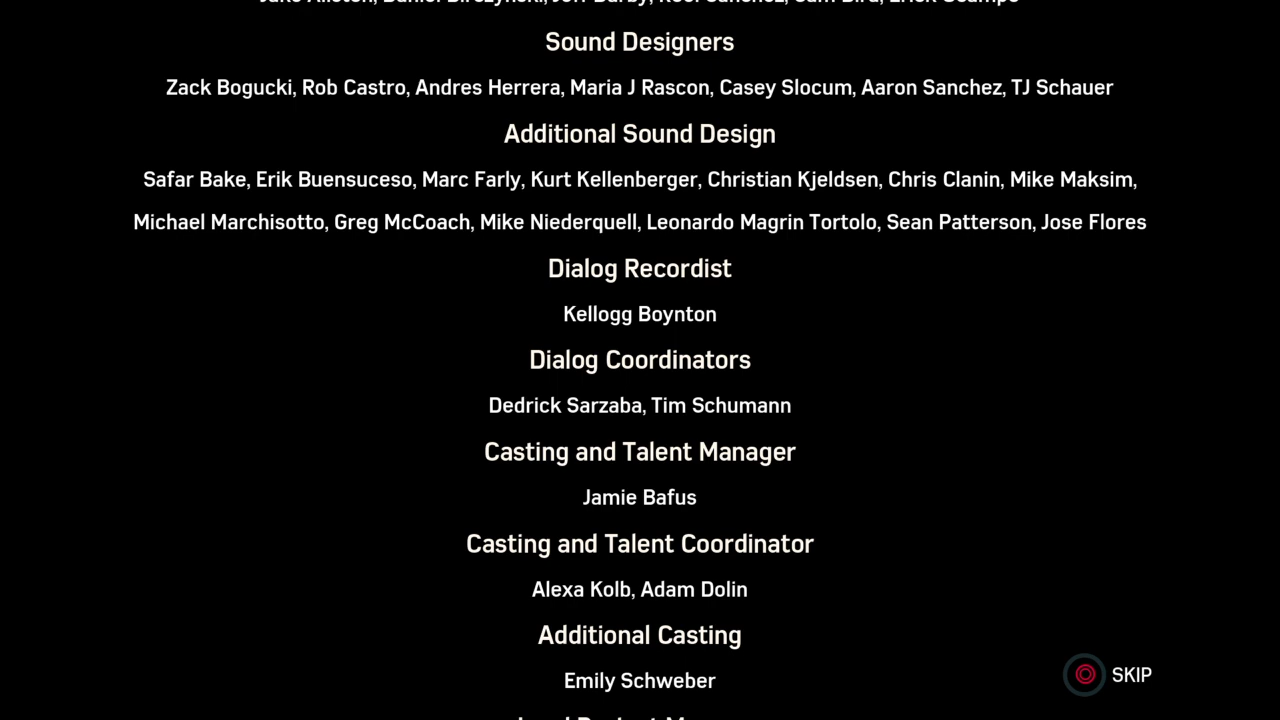 Sound Designers
Zack Bogucki, Rob Castro, Andres Herrera, Maria J Rascon, Casey Slocum, Aaron Sanchez, TJ Schauer
Additional Sound Design
Safar Bake, Erik Buensuceso, Marc Farly, Kurt Kellenberger, Christian Kjeldsen, Chris Clanin, Mike Maksim,
Michael Marchisotto, Greg McCoach, Mike Niederquell, Leonardo Magrin Tortolo, Sean Patterson, Jose Flores
Dialog Recordist
Kellogg Boynton
Dialog Coordinators
Dedrick Sarzaba, Tim Schumann
Casting and Talent Manager
Jamie Bafus
Casting and Talent Coordinator
Alexa Kolb, Adam Dolin
Additional Casting
Emily Schweber
SKIP